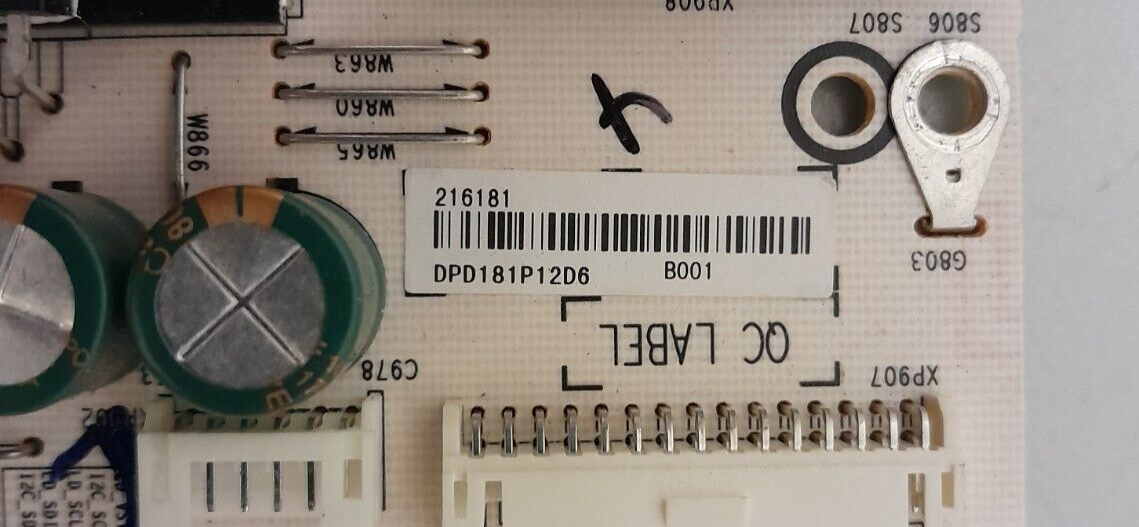 XP908
S807 S806
W863
W860
W865
W866
216181
DPD181P12D6 B001
G803
QC LABEL
C978
XP907